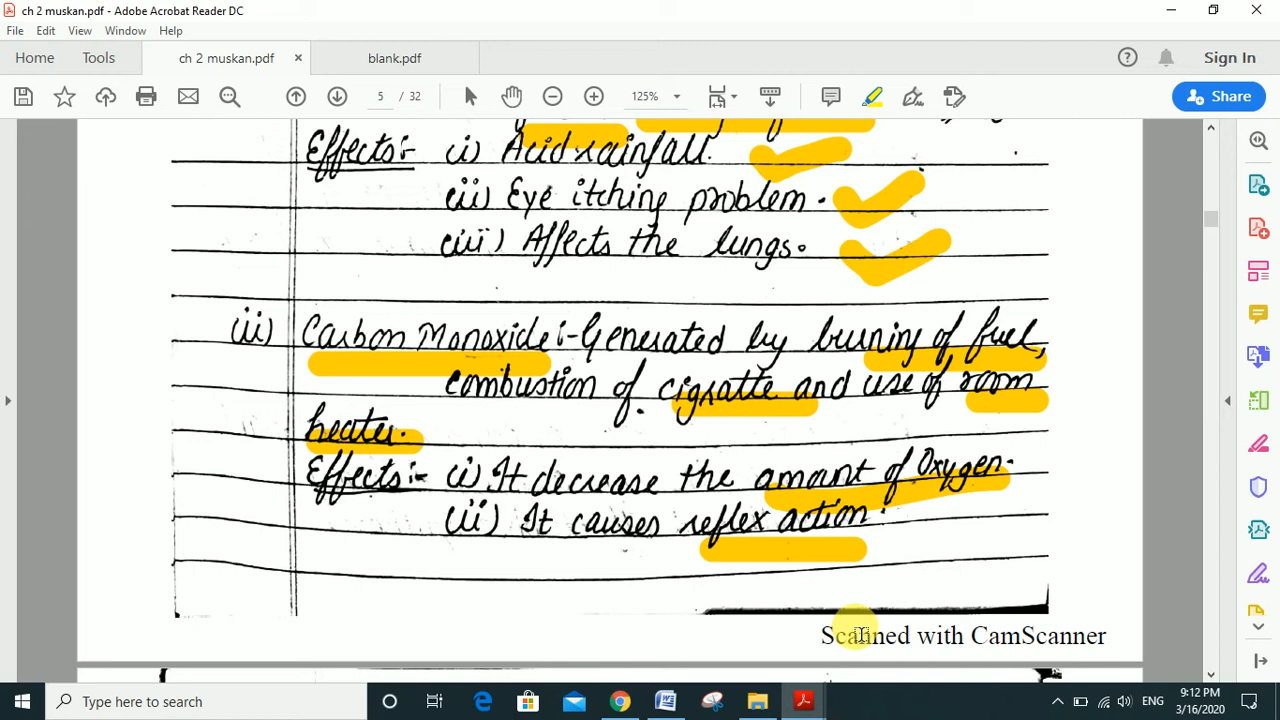 ch 2 muskan.pdf - Adobe Acrobat Reader DC
File Edit View Window Help
Home Tools ch 2 muskan.pdf × blank.pdf Sign In
5 / 32 125% Share
Effects:- (i) Acid rainfall.
(ii) Eye itching problem.
(iii) Affects the lungs.
(ii) Carbon Monoxide:- Generated by burning of fuel,
combustion of cigratte and use of room
heater.
Effects:- (i) It decrease the amount of Oxygen.
(ii) It causes reflex action.
Scanned with CamScanner
Type here to search
ENG
9:12 PM
3/16/2020